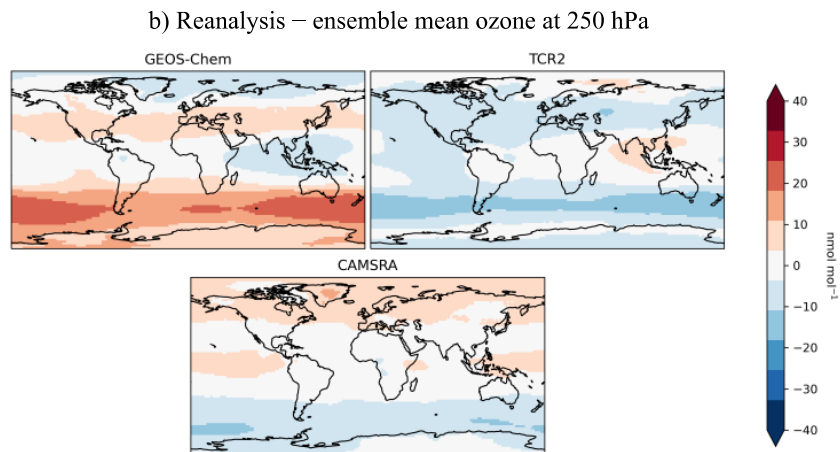 b) Reanalysis − ensemble mean ozone at 250 hPa
GEOS-Chem
TCR2
CAMSRA
40
30
20
10
0
−10
−20
−30
−40
nmol mol⁻¹